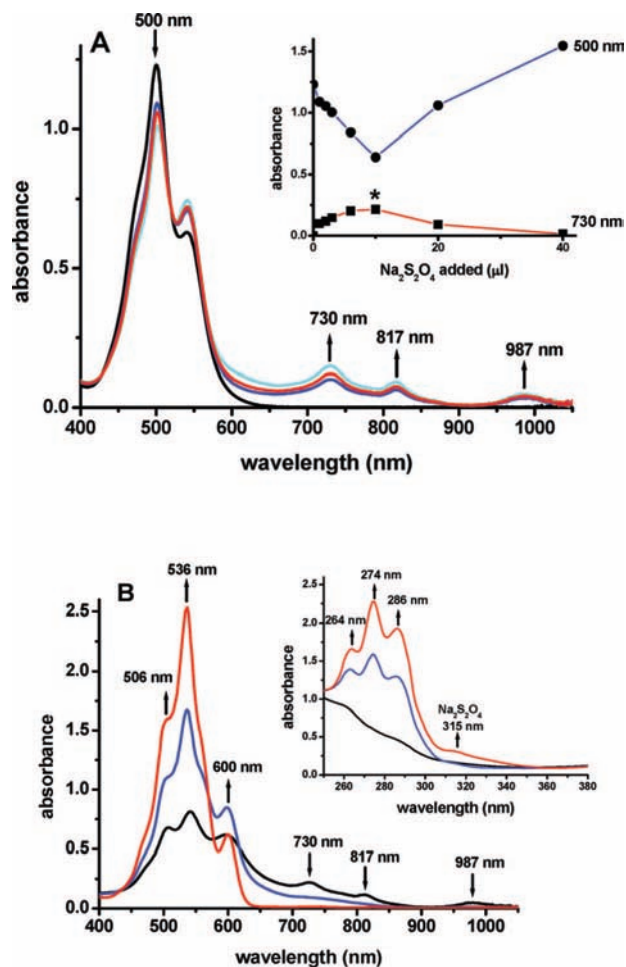 A
500 nm
1.0
0.5
0.0
absorbance
730 nm
817 nm
987 nm
400 500 600 700 800 900 1000
wavelength (nm)
1.5
1.0
0.5
0.0
absorbance
500 nm
*
730 nm
0 20 40
Na₂S₂O₄ added (µl)
B
536 nm
506 nm
600 nm
730 nm
817 nm
987 nm
2.5
2.0
1.5
1.0
0.5
0.0
absorbance
400 500 600 700 800 900 1000
wavelength (nm)
274 nm
264 nm
286 nm
Na₂S₂O₄
315 nm
2.5
2.0
1.5
1.0
0.5
0.0
absorbance
260 280 300 320 340 360 380
wavelength (nm)